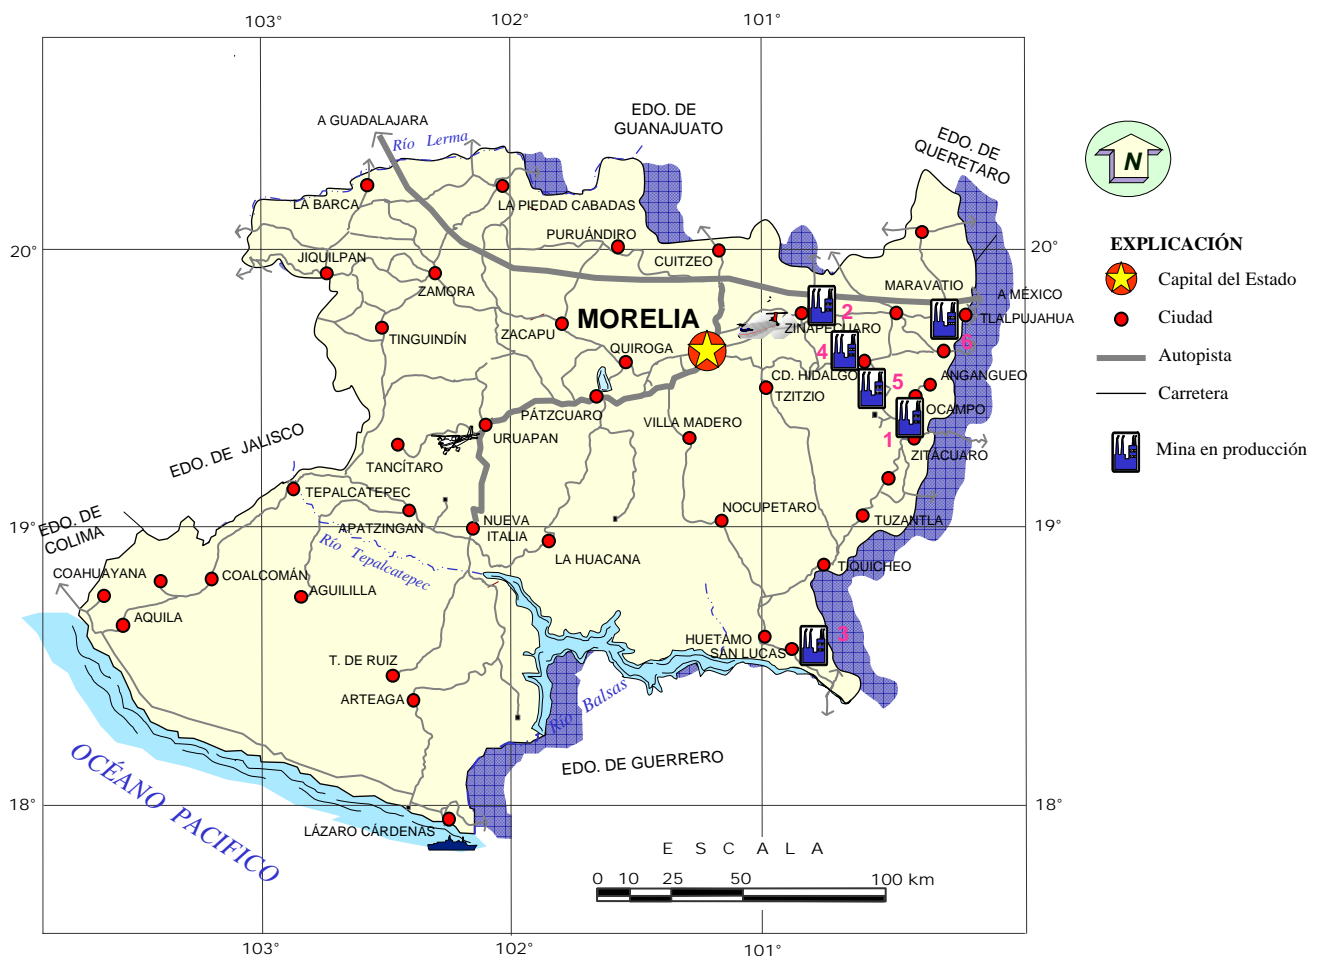 103°
102°
101°
A GUADALAJARA
Río Lerma
EDO. DE
GUANAJUATO
EDO. DE
QUERETARO
N
LA BARCA
LA PIEDAD CABADAS
PURUÁNDIRO
CUITZEO
20°
20°
JIQUILPAN
ZAMORA
MARAVATIO
A MÉXICO
EXPLICACIÓN
Capital del Estado
Ciudad
Autopista
Carretera
Mina en producción
TINGUINDÍN
ZACAPU
MORELIA
QUIROGA
ZINAPECUARO
2
TLALPUJAHUA
6
4
CD. HIDALGO
5
ANGANGUEO
TZITZIO
OCAMPO
PÁTZCUARO
VILLA MADERO
1
ZITÁCUARO
URUAPAN
EDO. DE JALISCO
TANCÍTARO
TEPALCATEPEC
APATZINGAN
NUEVA
ITALIA
NOCUPETARO
TUZANTLA
EDO. DE
COLIMA
19°
19°
Río Tepalcatepec
LA HUACANA
TIQUICHEO
COAHUAYANA
COALCOMÁN
AGUILILLA
AQUILA
HUETAMO
SAN LUCAS
3
T. DE RUIZ
ARTEAGA
Río Balsas
EDO. DE GUERRERO
OCÉANO PACIFICO
18°
18°
LÁZARO CÁRDENAS
E S C A L A
0 10 25 50 100 km
103°
102°
101°